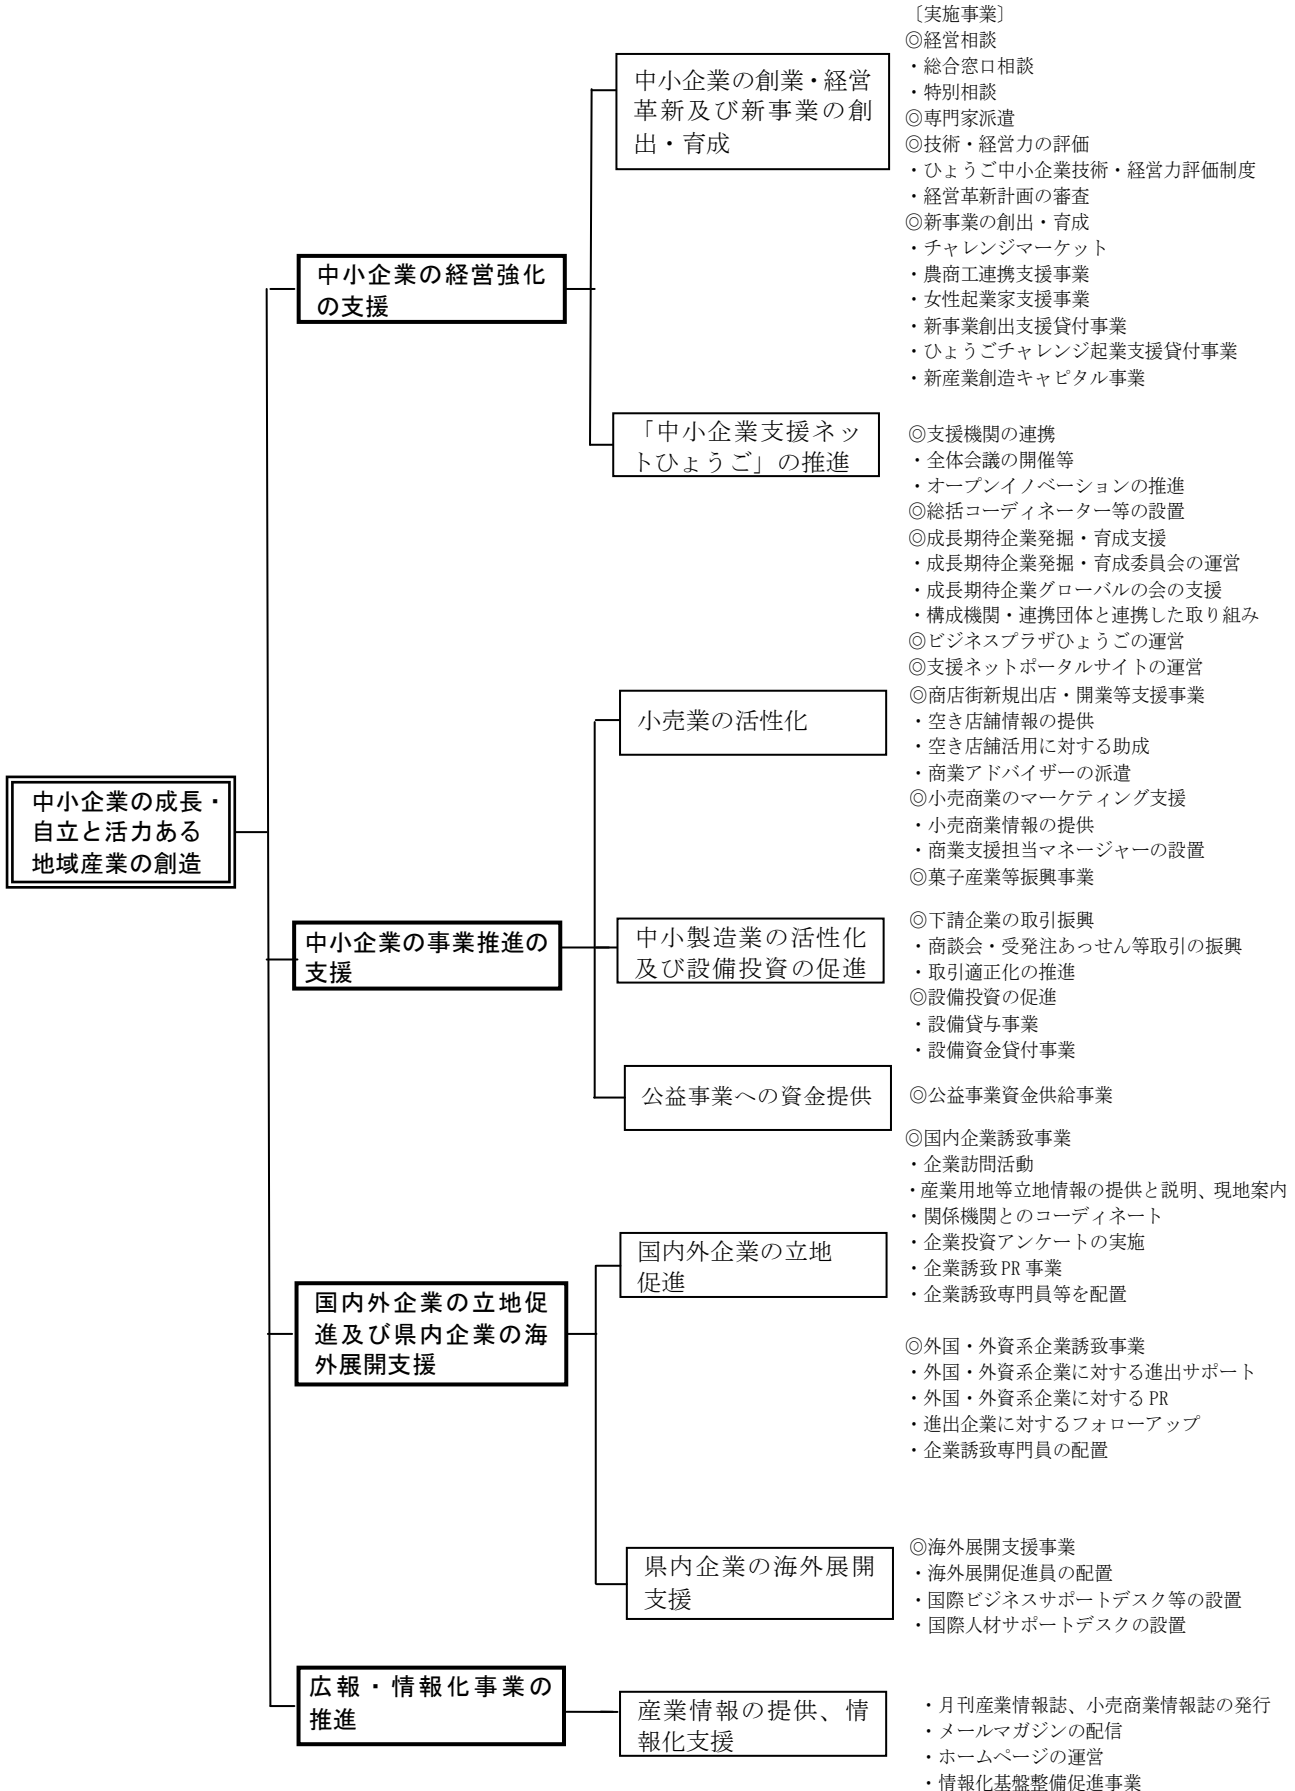 中小企業の成長・
自立と活力ある
地域産業の創造
中小企業の経営強化
の支援
中小企業の創業・経営
革新及び新事業の創
出・育成
〔実施事業〕
◎経営相談
・総合窓口相談
・特別相談
◎専門家派遣
◎技術・経営力の評価
・ひょうご中小企業技術・経営力評価制度
・経営革新計画の審査
◎新事業の創出・育成
・チャレンジマーケット
・農商工連携支援事業
・女性起業家支援事業
・新事業創出支援貸付事業
・ひょうごチャレンジ起業支援貸付事業
・新産業創造キャピタル事業
「中小企業支援ネッ
トひょうご」の推進
◎支援機関の連携
・全体会議の開催等
・オープンイノベーションの推進
◎総括コーディネーター等の設置
◎成長期待企業発掘・育成支援
・成長期待企業発掘・育成委員会の運営
・成長期待企業グローバルの会の支援
・構成機関・連携団体と連携した取り組み
◎ビジネスプラザひょうごの運営
◎支援ネットポータルサイトの運営
中小企業の事業推進の
支援
小売業の活性化
◎商店街新規出店・開業等支援事業
・空き店舗情報の提供
・空き店舗活用に対する助成
・商業アドバイザーの派遣
◎小売商業のマーケティング支援
・小売商業情報の提供
・商業支援担当マネージャーの設置
◎菓子産業等振興事業
中小製造業の活性化
及び設備投資の促進
◎下請企業の取引振興
・商談会・受発注あっせん等取引の振興
・取引適正化の推進
◎設備投資の促進
・設備貸与事業
・設備資金貸付事業
公益事業への資金提供
◎公益事業資金供給事業
国内外企業の立地促
進及び県内企業の海
外展開支援
国内外企業の立地
促進
◎国内企業誘致事業
・企業訪問活動
・産業用地等立地情報の提供と説明、現地案内
・関係機関とのコーディネート
・企業投資アンケートの実施
・企業誘致PR事業
・企業誘致専門員等を配置
◎外国・外資系企業誘致事業
・外国・外資系企業に対する進出サポート
・外国・外資系企業に対するPR
・進出企業に対するフォローアップ
・企業誘致専門員の配置
県内企業の海外展開
支援
◎海外展開支援事業
・海外展開促進員の配置
・国際ビジネスサポートデスク等の設置
・国際人材サポートデスクの設置
広報・情報化事業の
推進
産業情報の提供、情
報化支援
・月刊産業情報誌、小売商業情報誌の発行
・メールマガジンの配信
・ホームページの運営
・情報化基盤整備促進事業